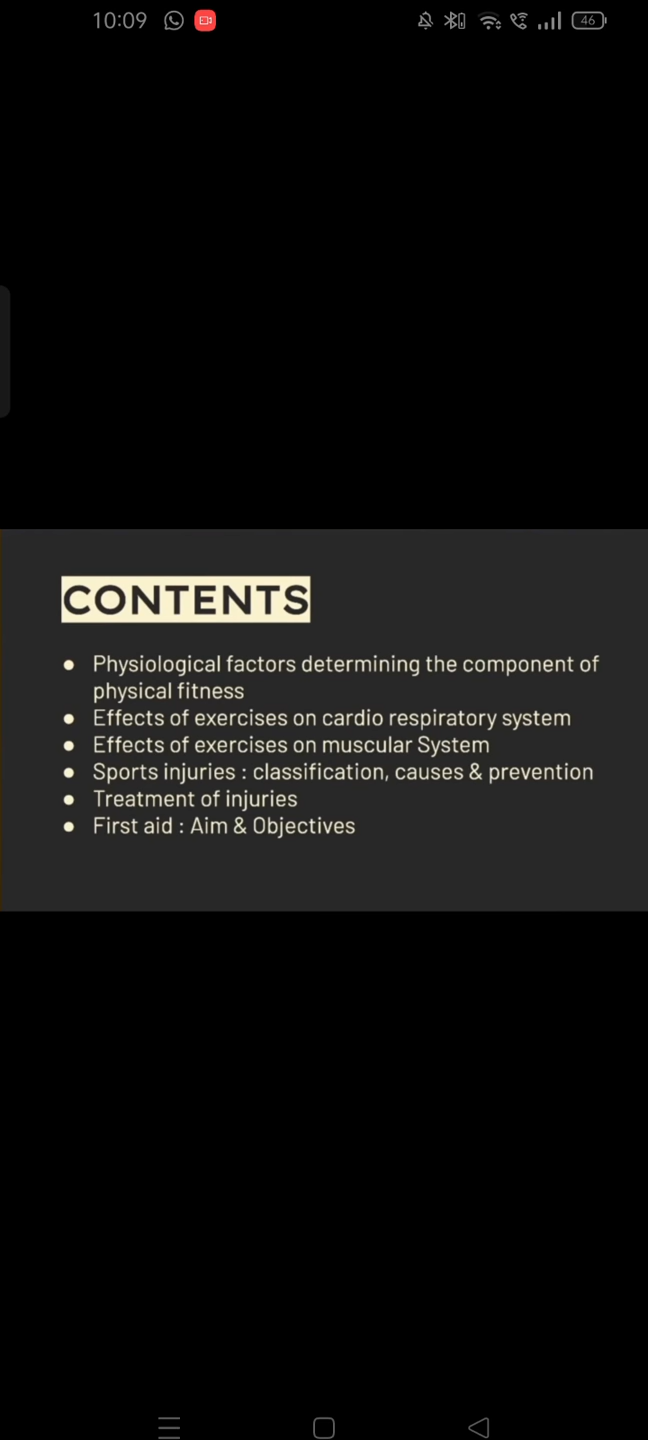 10:09
46
CONTENTS
● Physiological factors determining the component of
physical fitness
● Effects of exercises on cardio respiratory system
● Effects of exercises on muscular System
● Sports injuries : classification, causes & prevention
● Treatment of injuries
● First aid : Aim & Objectives